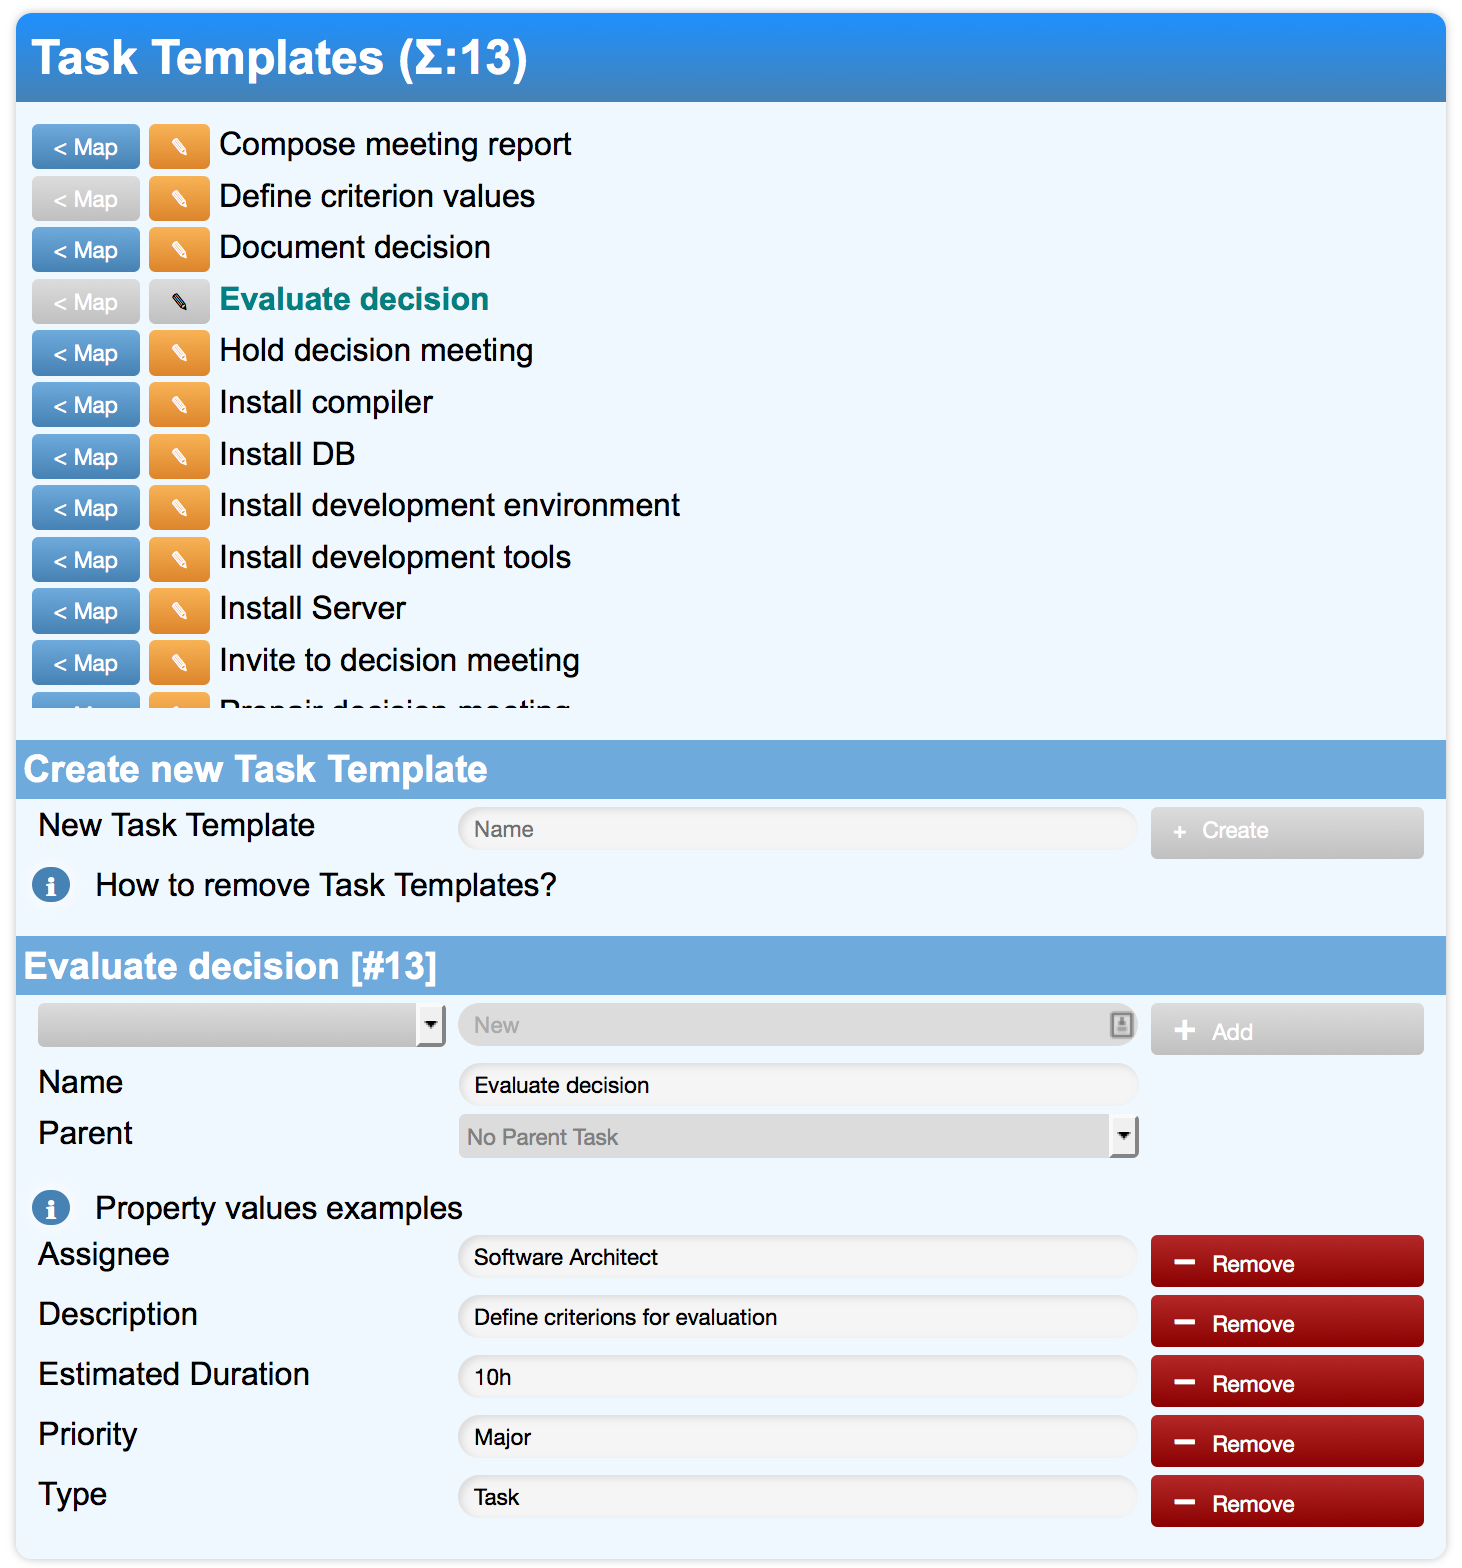 Task Templates (Σ:13)
< Map ✎ Compose meeting report
< Map ✎ Define criterion values
< Map ✎ Document decision
< Map ✎ Evaluate decision
< Map ✎ Hold decision meeting
< Map ✎ Install compiler
< Map ✎ Install DB
< Map ✎ Install development environment
< Map ✎ Install development tools
< Map ✎ Install Server
< Map ✎ Invite to decision meeting
Prepair decision meeting
Create new Task Template
New Task Template Name + Create
i How to remove Task Templates?
Evaluate decision [#13]
New + Add
Name Evaluate decision
Parent No Parent Task
i Property values examples
Assignee Software Architect − Remove
Description Define criterions for evaluation − Remove
Estimated Duration 10h − Remove
Priority Major − Remove
Type Task − Remove